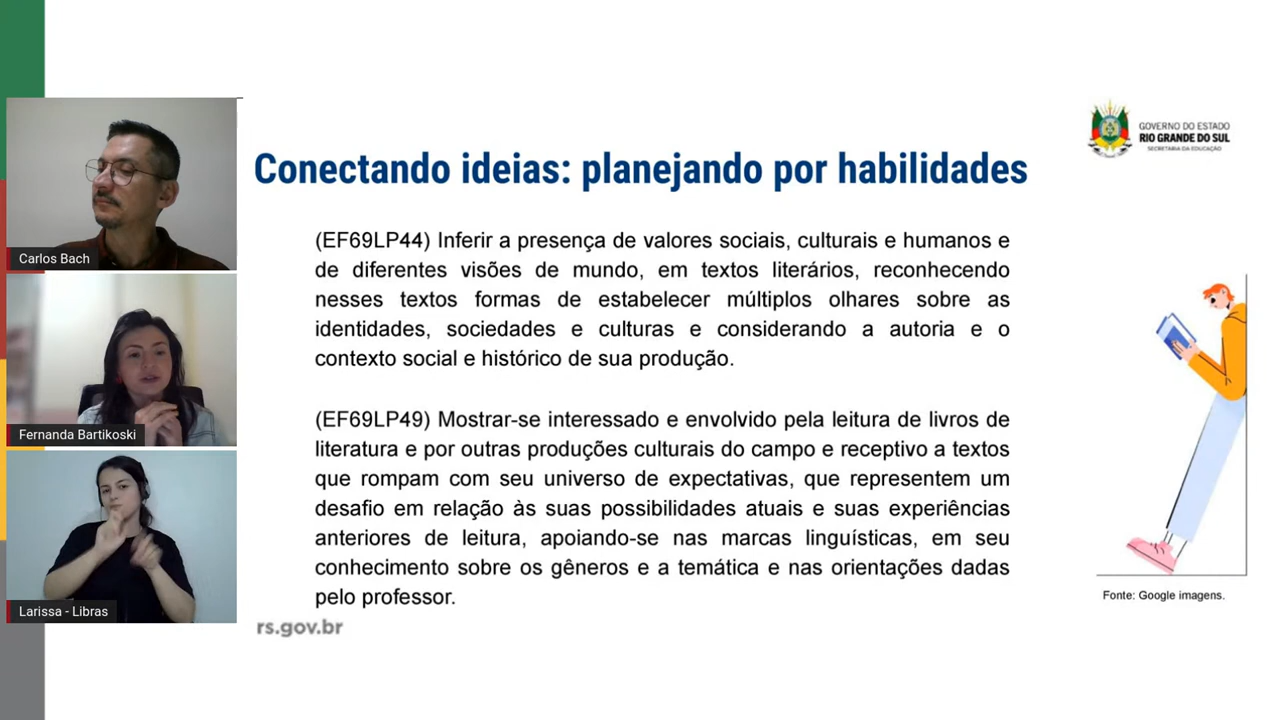 GOVERNO DO ESTADO
RIO GRANDE DO SUL
SECRETARIA DA EDUCAÇÃO
Conectando ideias: planejando por habilidades
(EF69LP44) Inferir a presença de valores sociais, culturais e humanos e
de diferentes visões de mundo, em textos literários, reconhecendo
nesses textos formas de estabelecer múltiplos olhares sobre as
identidades, sociedades e culturas e considerando a autoria e o
contexto social e histórico de sua produção.
(EF69LP49) Mostrar-se interessado e envolvido pela leitura de livros de
literatura e por outras produções culturais do campo e receptivo a textos
que rompam com seu universo de expectativas, que representem um
desafio em relação às suas possibilidades atuais e suas experiências
anteriores de leitura, apoiando-se nas marcas linguísticas, em seu
conhecimento sobre os gêneros e a temática e nas orientações dadas
pelo professor.
Fonte: Google imagens.
rs.gov.br
Carlos Bach
Fernanda Bartikoski
Larissa - Libras